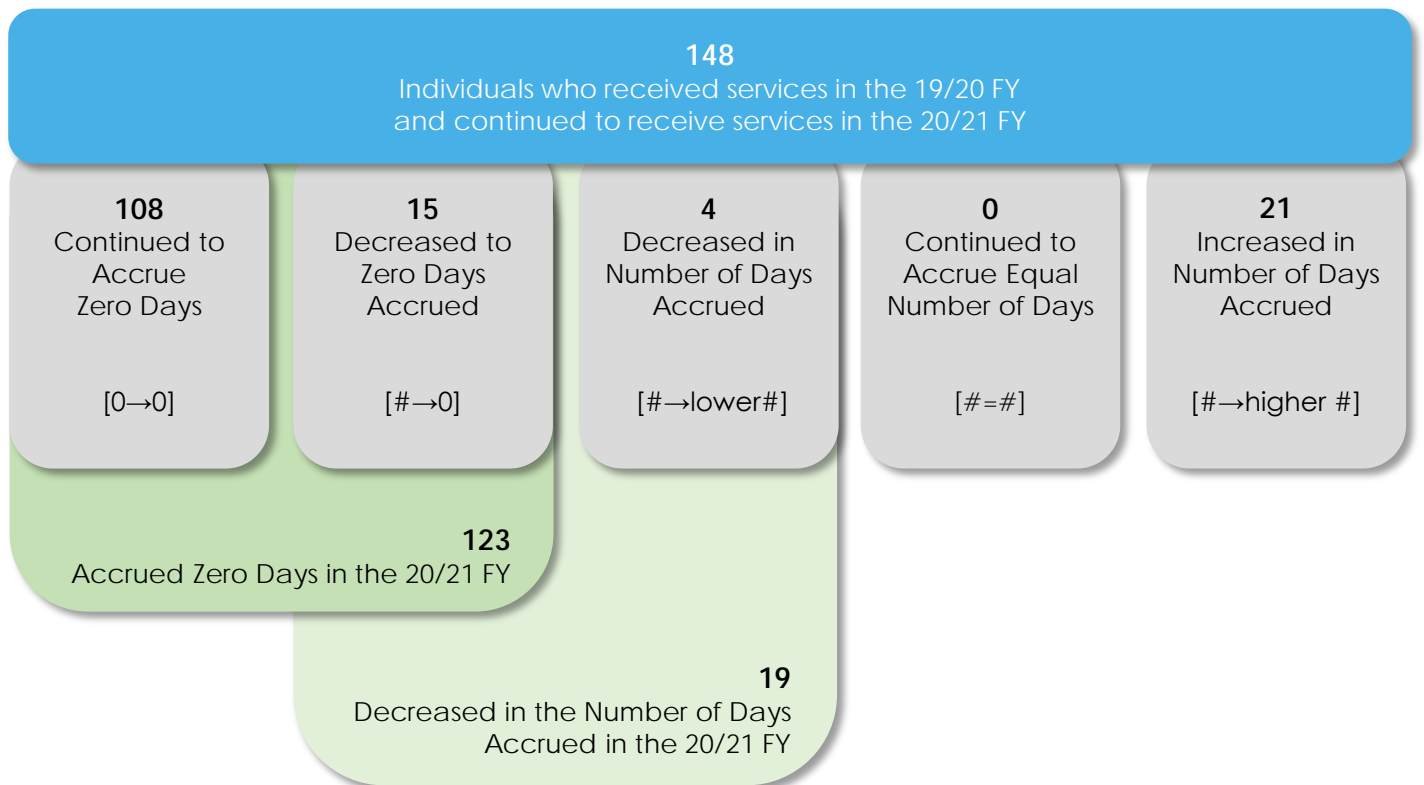 148
Individuals who received services in the 19/20 FY
and continued to receive services in the 20/21 FY
108
Continued to
Accrue
Zero Days
[0→0]
15
Decreased to
Zero Days
Accrued
[#→0]
4
Decreased in
Number of Days
Accrued
[#→lower#]
0
Continued to
Accrue Equal
Number of Days
[#=#]
21
Increased in
Number of Days
Accrued
[#→higher #]
123
Accrued Zero Days in the 20/21 FY
19
Decreased in the Number of Days
Accrued in the 20/21 FY